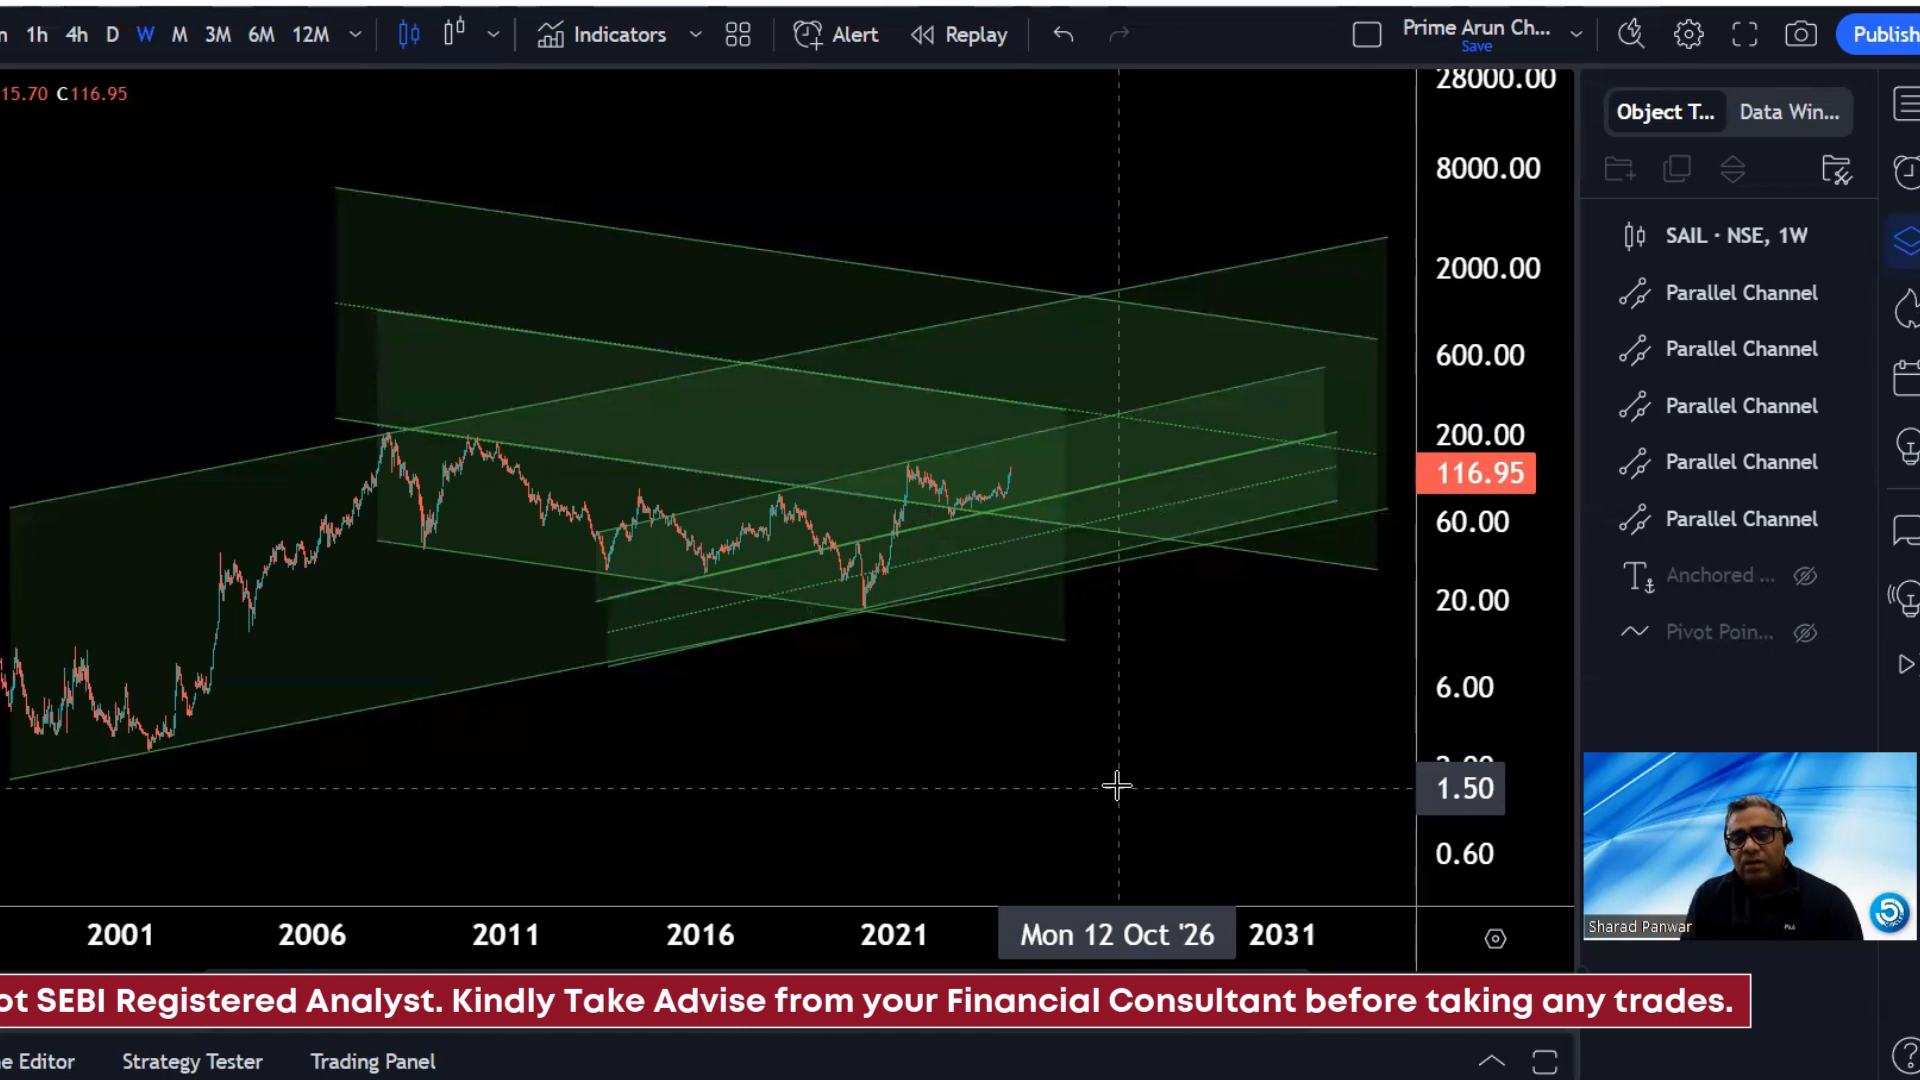 1h 4h D W M 3M 6M 12M Indicators Alert Replay Prime Arun Ch... Save Publish
15.70 C116.95
28000.00
8000.00
2000.00
600.00
200.00
116.95
60.00
20.00
6.00
1.50
0.60
Object T... Data Win...
SAIL · NSE, 1W
Parallel Channel
Parallel Channel
Parallel Channel
Parallel Channel
Parallel Channel
Anchored ...
Pivot Poin...
Sharad Panwar
2001 2006 2011 2016 2021 Mon 12 Oct '26 2031
ot SEBI Registered Analyst. Kindly Take Advise from your Financial Consultant before taking any trades.
e Editor Strategy Tester Trading Panel